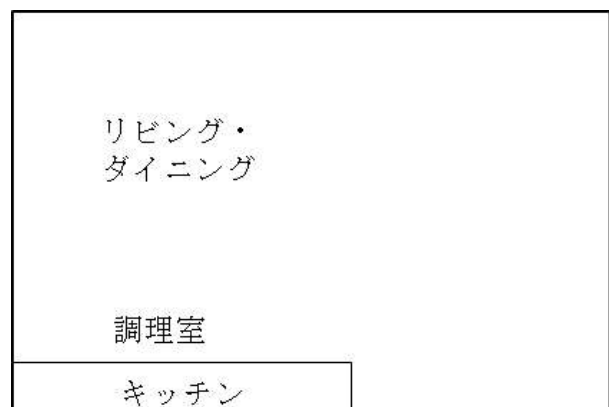 リビング・
ダイニング
調理室
キッチン